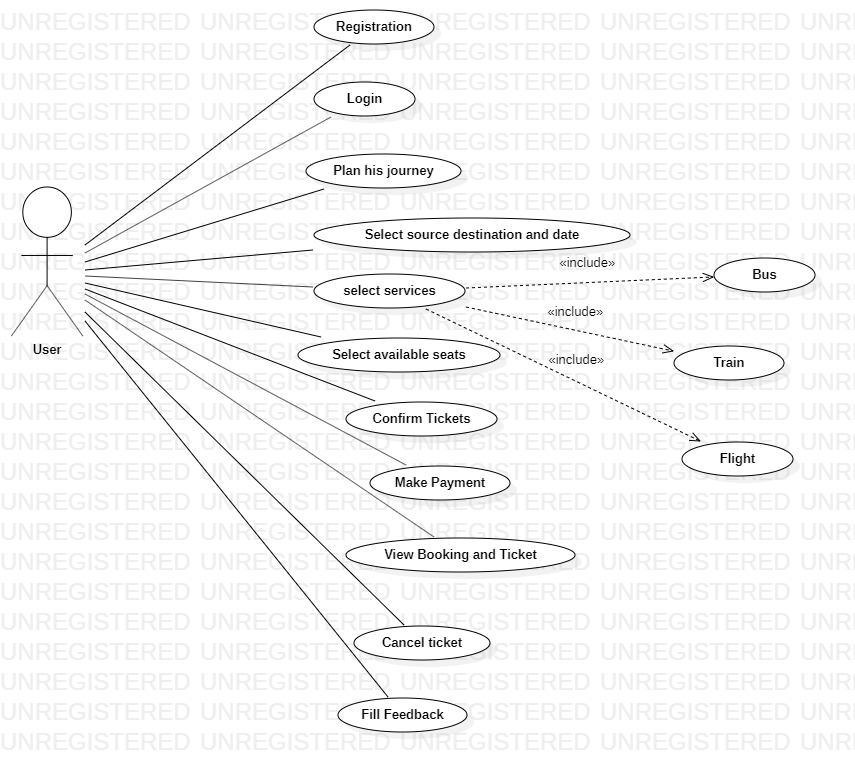 Registration
Login
Plan his journey
Select source destination and date
«include»
select services
Bus
«include»
User
Select available seats
«include»
Train
Confirm Tickets
Flight
Make Payment
View Booking and Ticket
Cancel ticket
Fill Feedback
UNREGISTERED